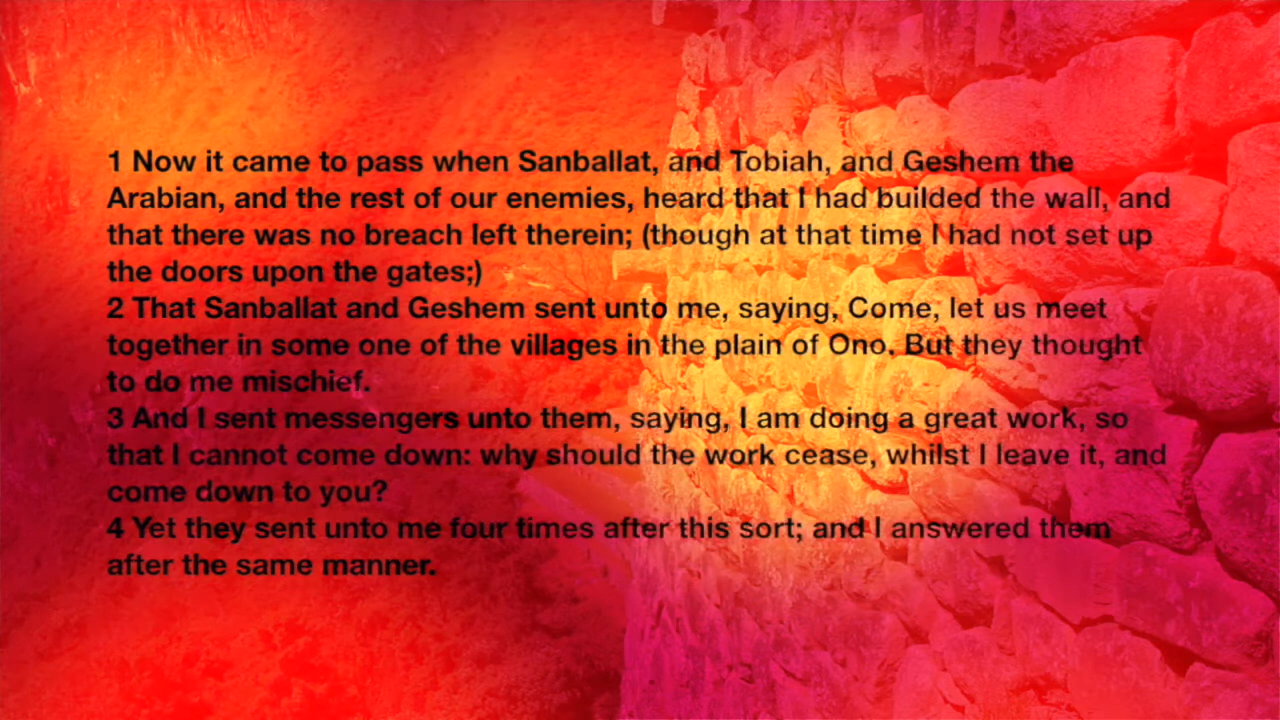 1 Now it came to pass when Sanballat, and Tobiah, and Geshem the
Arabian, and the rest of our enemies, heard that I had builded the wall, and
that there was no breach left therein; (though at that time I had not set up
the doors upon the gates;)
2 That Sanballat and Geshem sent unto me, saying, Come, let us meet
together in some one of the villages in the plain of Ono. But they thought
to do me mischief.
3 And I sent messengers unto them, saying, I am doing a great work, so
that I cannot come down: why should the work cease, whilst I leave it, and
come down to you?
4 Yet they sent unto me four times after this sort; and I answered them
after the same manner.